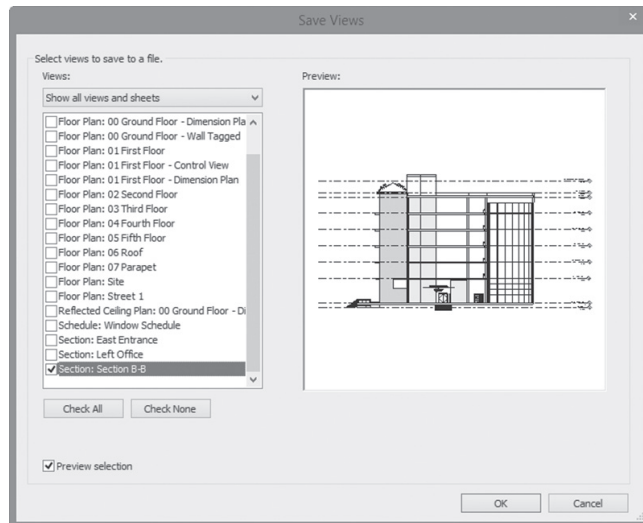 Save Views
Select views to save to a file.
Views:
Preview:
Show all views and sheets
Floor Plan: 00 Ground Floor - Dimension Pla
Floor Plan: 00 Ground Floor - Wall Tagged
Floor Plan: 01 First Floor
Floor Plan: 01 First Floor - Control View
Floor Plan: 01 First Floor - Dimension Plan
Floor Plan: 02 Second Floor
Floor Plan: 03 Third Floor
Floor Plan: 04 Fourth Floor
Floor Plan: 05 Fifth Floor
Floor Plan: 06 Roof
Floor Plan: 07 Parapet
Floor Plan: Site
Floor Plan: Street 1
Reflected Ceiling Plan: 00 Ground Floor - Di
Schedule: Window Schedule
Section: East Entrance
Section: Left Office
Section: Section B-B
Check All
Check None
Preview selection
OK
Cancel